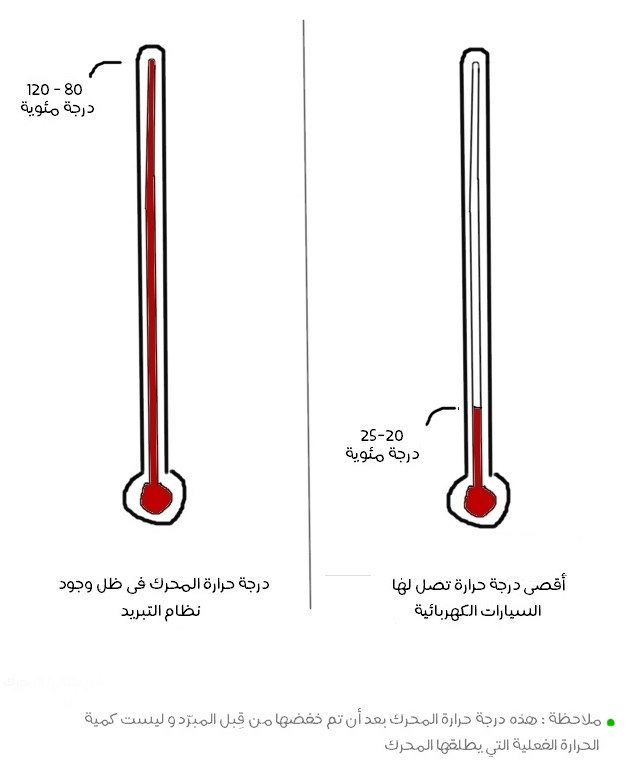 80 - 120
درجة مئوية
20-25
درجة مئوية
أقصى درجة حرارة تصل لها
السيارات الكهربائية
درجة حرارة المحرك في ظل وجود
نظام التبريد
ملاحظة : هذه درجة حرارة المحرك بعد أن تم خفضها من قِبل المبرّد و ليست كمية
الحرارة الفعلية التي يطلقها المحرك